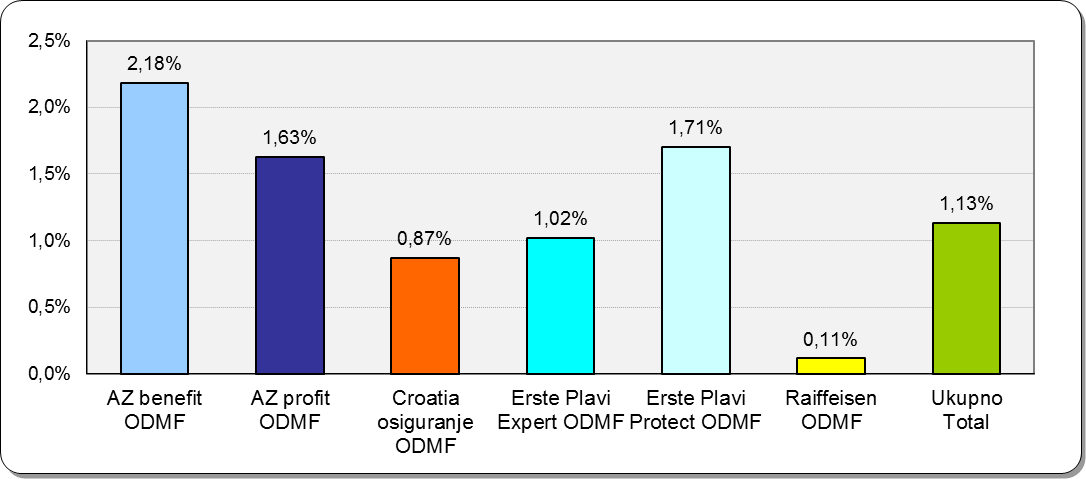 2,5%
2,0%
1,5%
1,0%
0,5%
0,0%
2,18%
1,63%
0,87%
1,02%
1,71%
0,11%
1,13%
AZ benefit
ODMF
AZ profit
ODMF
Croatia
osiguranje
ODMF
Erste Plavi
Expert ODMF
Erste Plavi
Protect ODMF
Raiffeisen
ODMF
Ukupno
Total